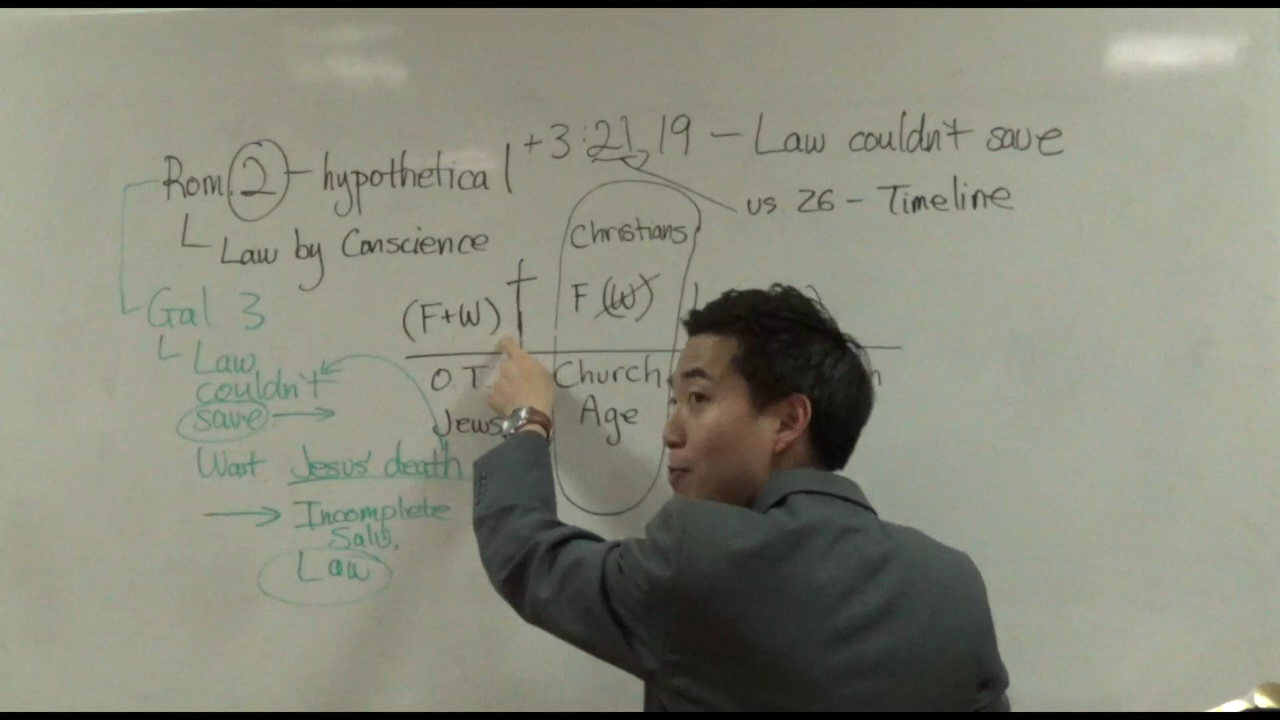 Rom 2 - hypothetical +3:21, 19 - Law couldn't save
vs. 26 - Timeline
Law by Conscience
Christians
(F+W)
F (W)
Gal 3
Law
couldn't
save
Wait Jesus' death
Incomplete
Salv.
Law
OT
Jews
Church
Age